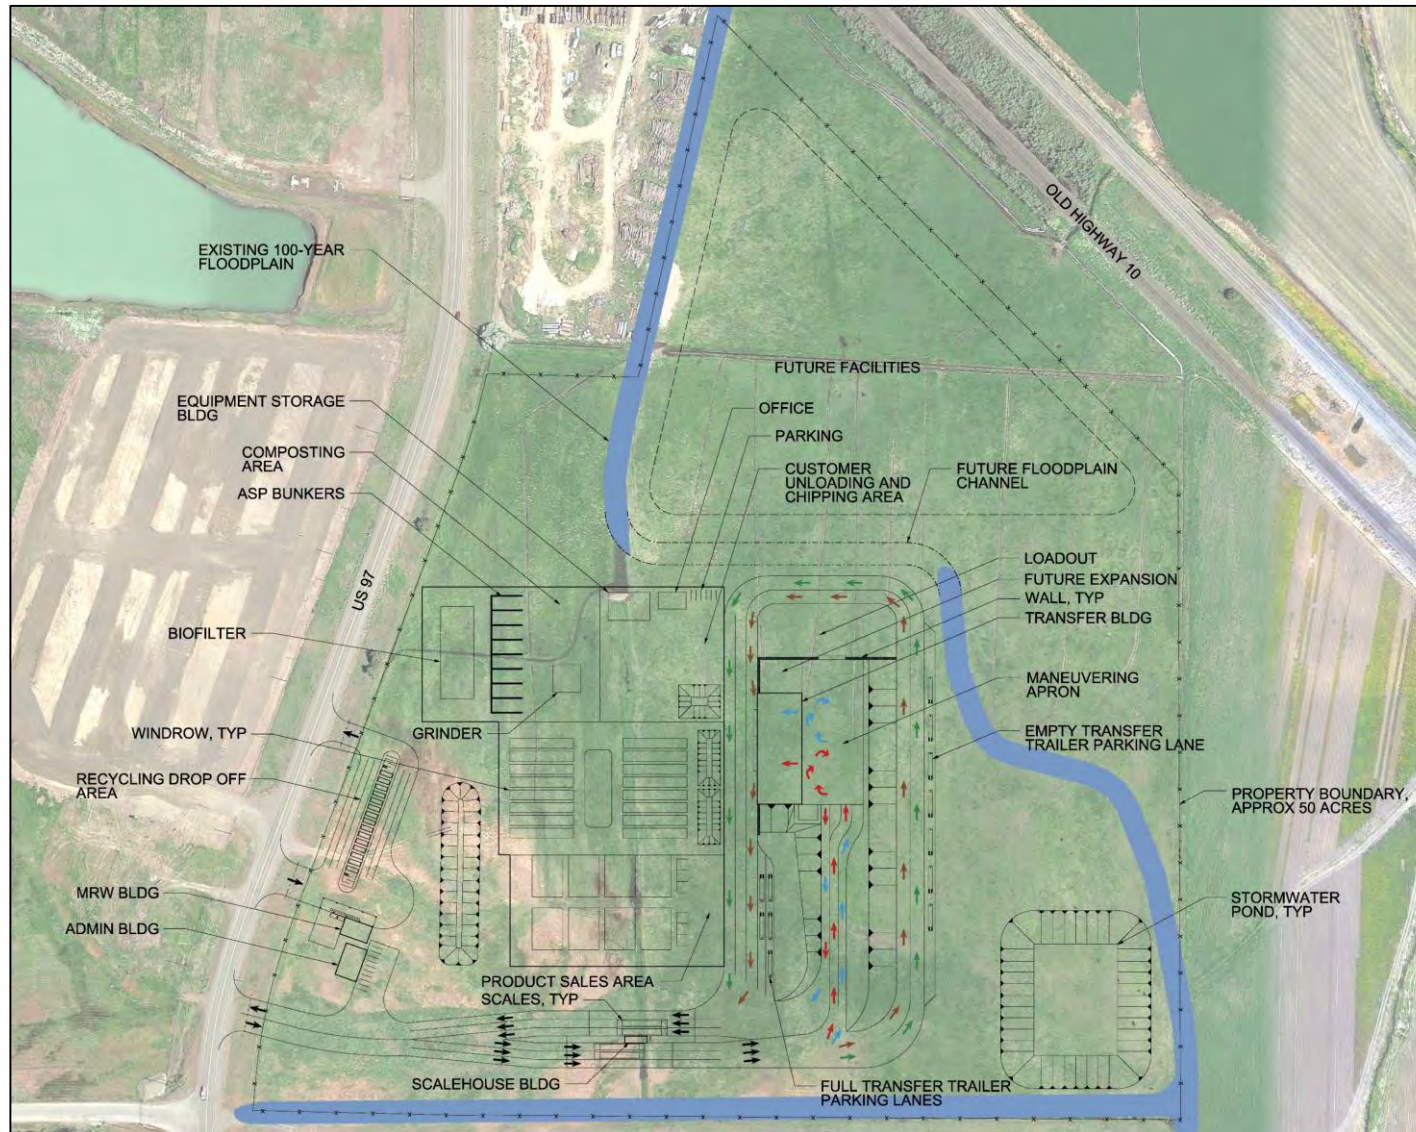 OLD HIGHWAY 10
EXISTING 100-YEAR
FLOODPLAIN
FUTURE FACILITIES
EQUIPMENT STORAGE
BLDG
OFFICE
COMPOSTING
AREA
PARKING
ASP BUNKERS
CUSTOMER
UNLOADING AND
CHIPPING AREA
FUTURE FLOODPLAIN
CHANNEL
LOADOUT
FUTURE EXPANSION
WALL, TYP
TRANSFER BLDG
US 97
BIOFILTER
MANEUVERING
APRON
WINDROW, TYP
GRINDER
EMPTY TRANSFER
TRAILER PARKING LANE
RECYCLING DROP OFF
AREA
PROPERTY BOUNDARY,
APPROX 50 ACRES
MRW BLDG
ADMIN BLDG
STORMWATER
POND, TYP
PRODUCT SALES AREA
SCALES, TYP
SCALEHOUSE BLDG
FULL TRANSFER TRAILER
PARKING LANES